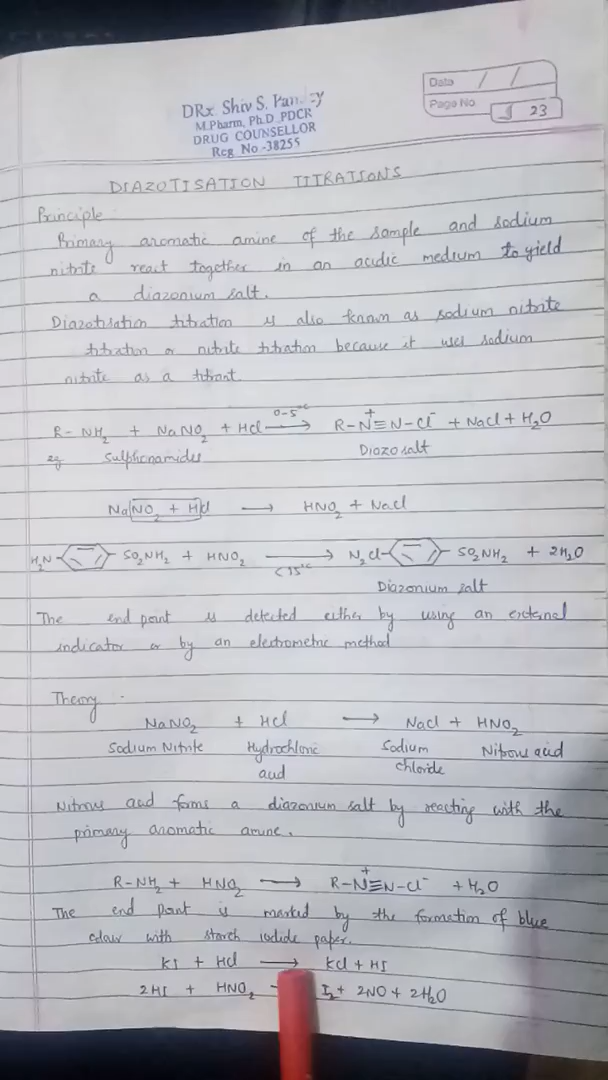 DRx Shiv S.
M.Pharm, Ph.D PDCR
DRUG COUNSELLOR
Reg No -38255
Date / /
Page No. 23
DIAZOTISATION TITRATIONS
Principle :
Primary aromatic amine of the sample and sodium
nitrite react together in an acidic medium to yield
a diazonium salt.
Diazotisation titration is also known as sodium nitrite
titration or nitrite titration because it uses sodium
nitrite as a titrant.
R-NH₂ + NaNO₂ + HCl 0-5°C → R-N⁺≡N-Cl⁻ + NaCl + H₂O
eg Sulphonamides Diazo salt
NaNO₂ + HCl → HNO₂ + NaCl
H₂N- -SO₂NH₂ + HNO₂ → <15°C N₂Cl- -SO₂NH₂ + 2H₂O
Diazonium salt
The end point is detected either by using an external
indicator or by an electrometric method
Theory :
NaNO₂ + HCl → NaCl + HNO₂
Sodium Nitrite Hydrochloric acid Sodium chloride Nitrous acid
Nitrous acid forms a diazonium salt by reacting with the
primary aromatic amine.
R-NH₂ + HNO₂ → R-N⁺≡N-Cl⁻ + H₂O
The end point is marked by the formation of blue
colour with starch iodide paper.
KI + HCl → KCl + HI
2HI + HNO₂ - I₂ + 2NO + 2H₂O